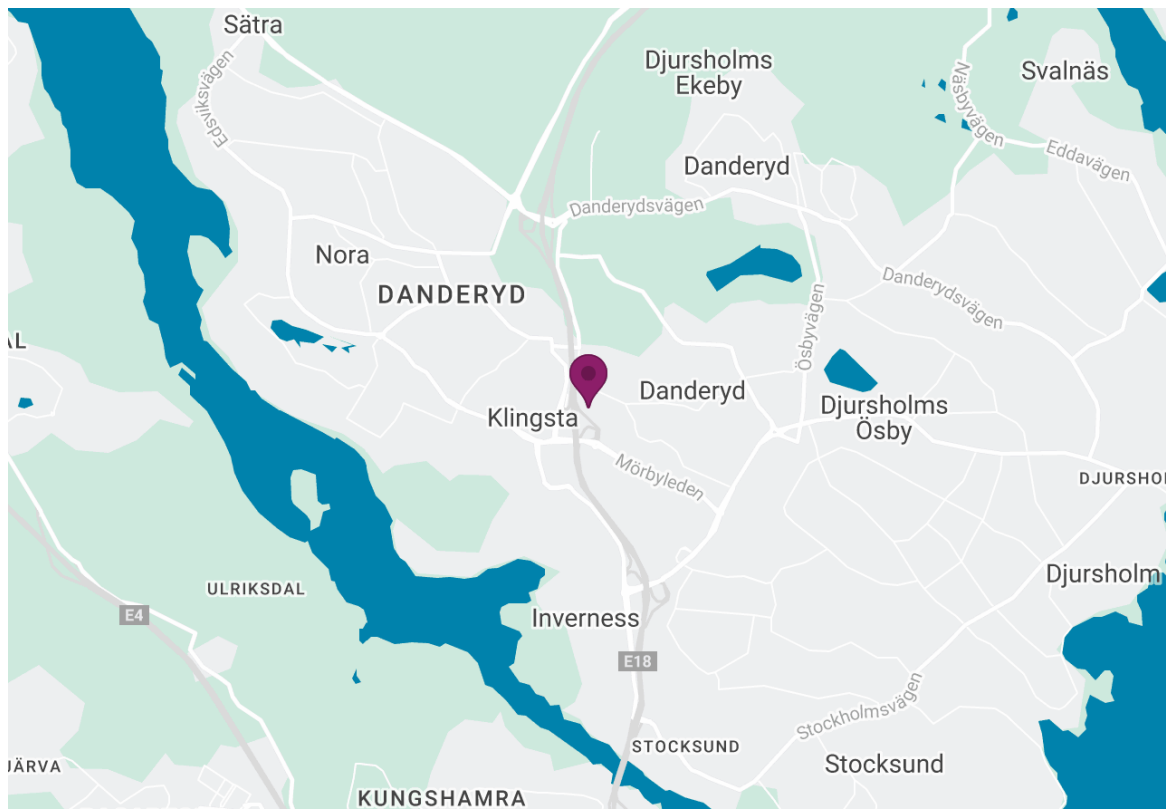 Sätra
Djursholms
Ekeby
Svalnäs
Edsviksvägen
Näsbyvägen
Eddavägen
Danderyd
Danderydsvägen
Nora
DANDERYD
Danderydsvägen
Ösbyvägen
AL
Danderyd
Klingsta
Djursholms
Ösby
Mörbyleden
DJURSHOL
Djursholm
ULRIKSDAL
E4
Inverness
E18
Stockholmsvägen
STOCKSUND
Stocksund
JÄRVA
KUNGSHAMRA